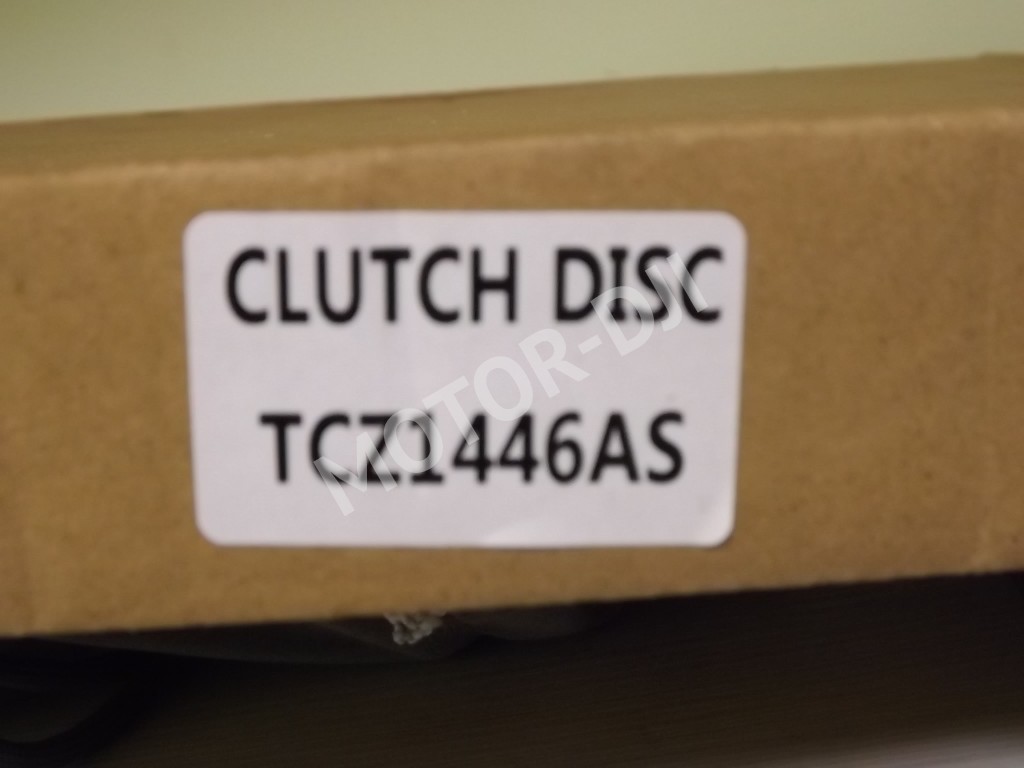 CLUTCH DISC
TCZ1446AS
MOTOR-DJI